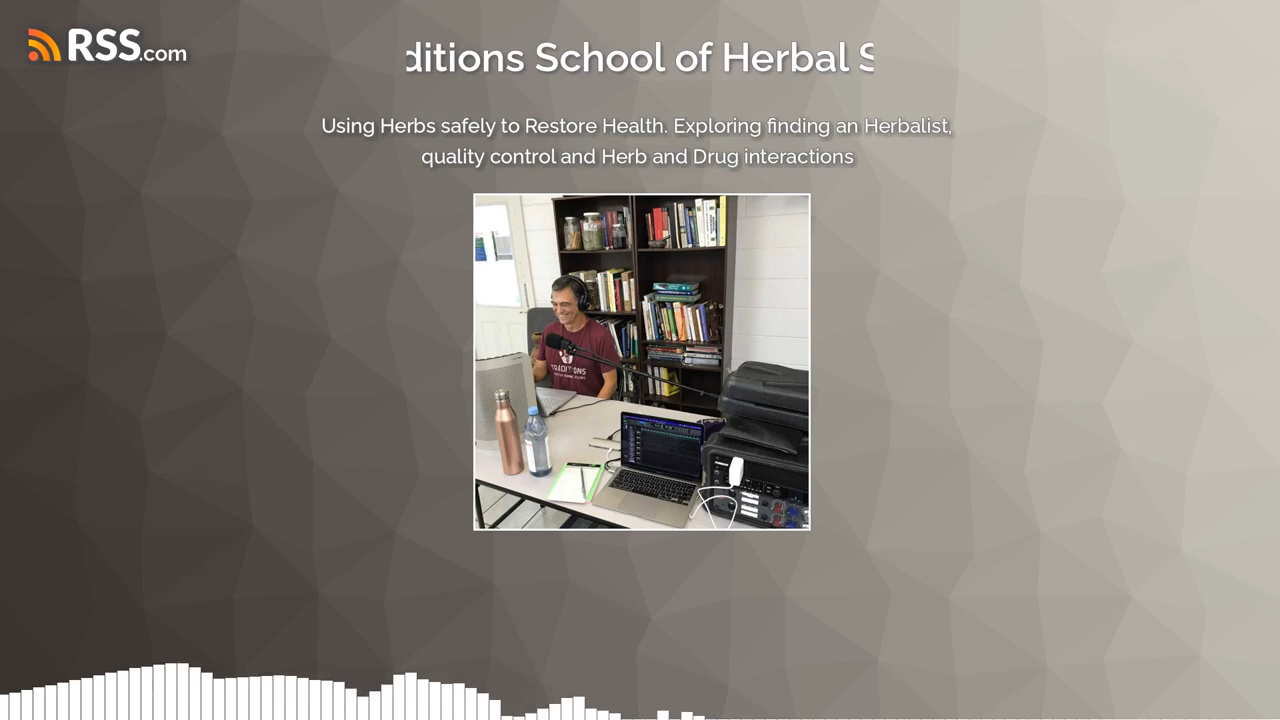 RSS.com
ditions School of Herbal S
Using Herbs safely to Restore Health. Exploring finding an Herbalist,
quality control and Herb and Drug interactions
TRADITIONS